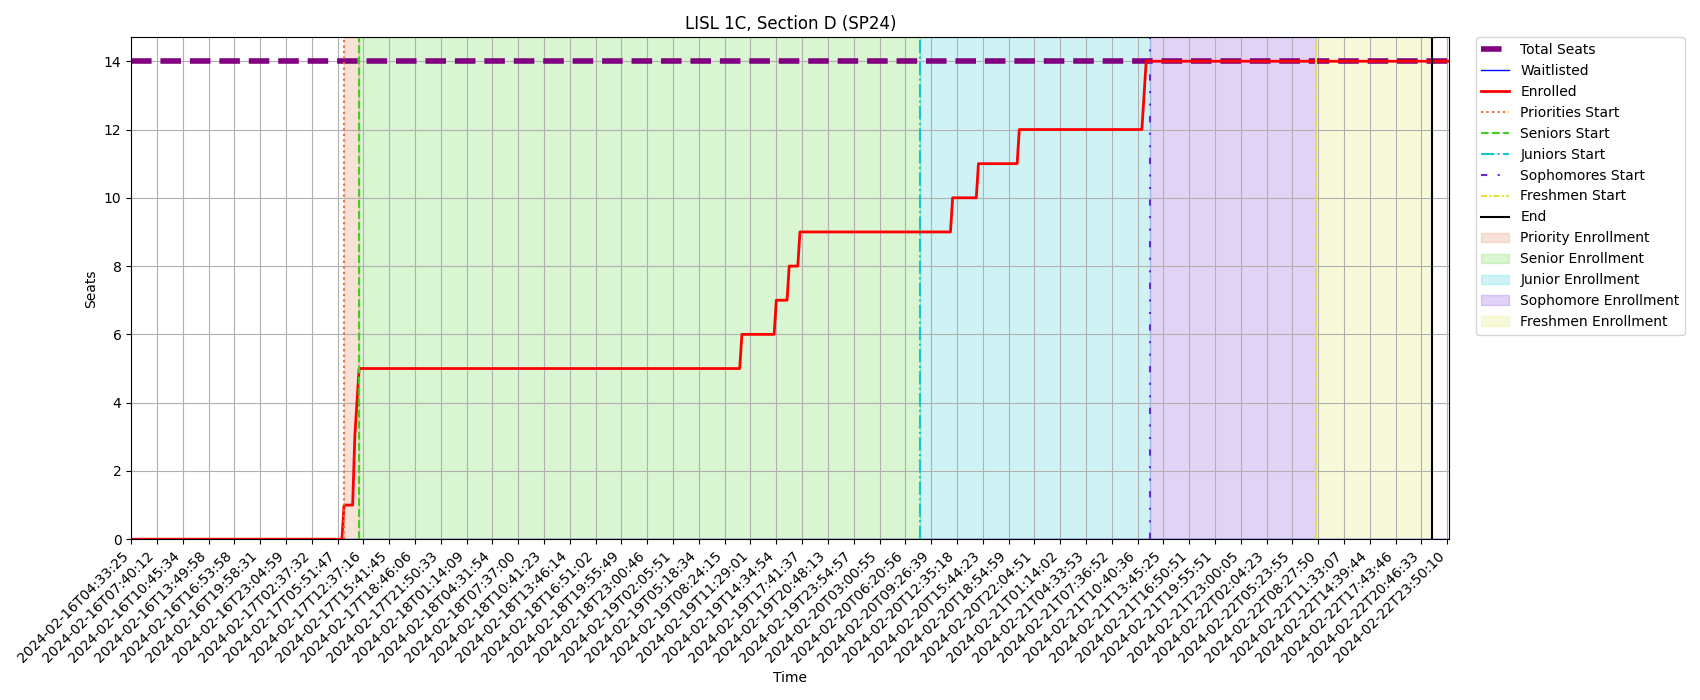 LISL 1C, Section D (SP24)
Seats
14
12
10
8
6
4
2
0
2024-02-16T04:33:25
2024-02-16T07:40:12
2024-02-16T10:45:34
2024-02-16T13:49:58
2024-02-16T16:53:58
2024-02-16T19:58:31
2024-02-16T23:04:59
2024-02-17T02:37:32
2024-02-17T05:51:47
2024-02-17T12:37:16
2024-02-17T15:41:45
2024-02-17T18:46:06
2024-02-17T21:50:33
2024-02-18T01:14:09
2024-02-18T04:31:54
2024-02-18T07:37:00
2024-02-18T10:41:23
2024-02-18T13:46:14
2024-02-18T16:51:02
2024-02-18T19:55:49
2024-02-18T23:00:46
2024-02-19T02:05:51
2024-02-19T05:18:34
2024-02-19T08:24:15
2024-02-19T11:29:01
2024-02-19T14:34:54
2024-02-19T17:41:37
2024-02-19T20:48:13
2024-02-19T23:54:57
2024-02-20T03:00:55
2024-02-20T06:20:56
2024-02-20T09:26:39
2024-02-20T12:35:18
2024-02-20T15:44:23
2024-02-20T18:54:59
2024-02-20T22:04:51
2024-02-21T01:14:02
2024-02-21T04:35:53
2024-02-21T07:36:52
2024-02-21T10:40:36
2024-02-21T13:45:25
2024-02-21T16:50:51
2024-02-21T19:55:51
2024-02-21T23:00:05
2024-02-22T02:04:23
2024-02-22T05:23:55
2024-02-22T08:27:50
2024-02-22T11:33:07
2024-02-22T14:39:44
2024-02-22T17:43:46
2024-02-22T20:46:33
2024-02-22T23:50:10
Time
Total Seats
Waitlisted
Enrolled
Priorities Start
Seniors Start
Juniors Start
Sophomores Start
Freshmen Start
End
Priority Enrollment
Senior Enrollment
Junior Enrollment
Sophomore Enrollment
Freshmen Enrollment